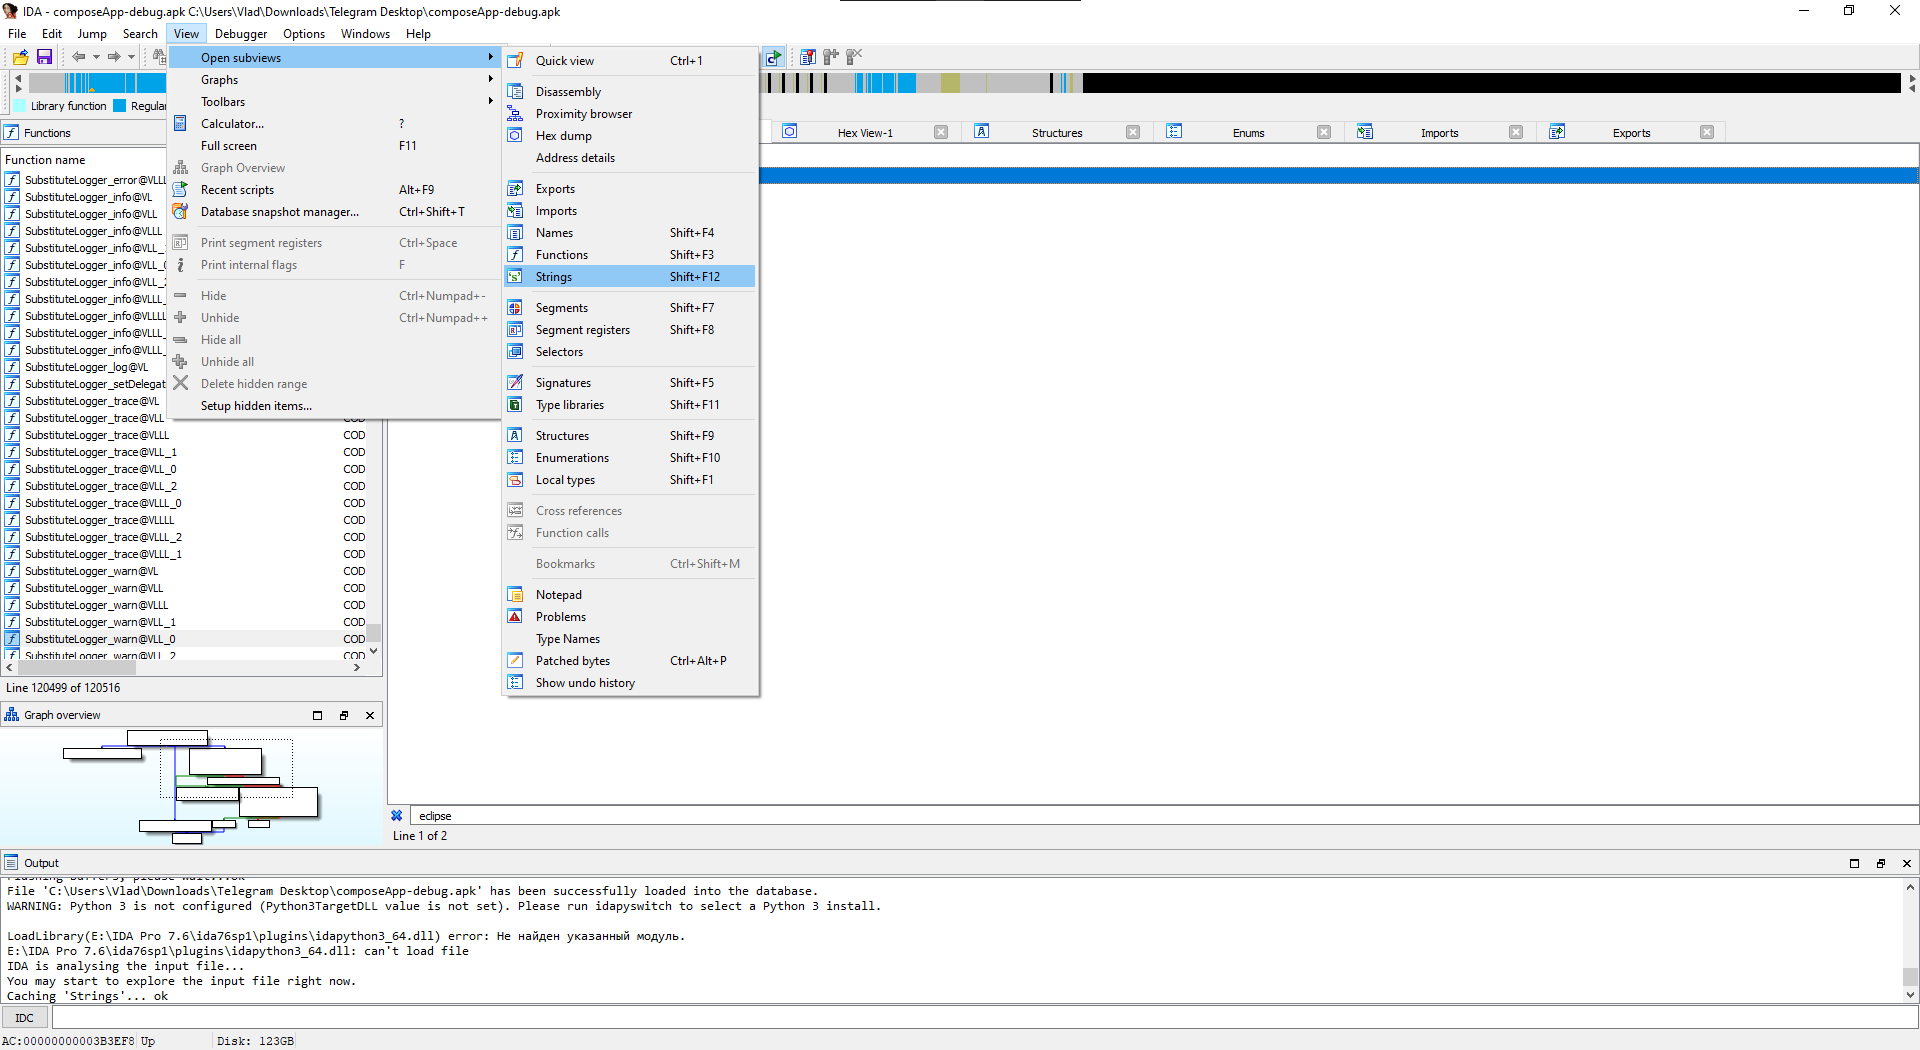 IDA - composeApp-debug.apk C:\Users\Vlad\Downloads\Telegram Desktop\composeApp-debug.apk
File Edit Jump Search View Debugger Options Windows Help
Library function Regular
Functions
Function name
SubstituteLogger_error@VLLL
SubstituteLogger_info@VL
SubstituteLogger_info@VLL
SubstituteLogger_info@VLLL
SubstituteLogger_info@VLL_
SubstituteLogger_info@VLL_0
SubstituteLogger_info@VLL_2
SubstituteLogger_info@VLLL_
SubstituteLogger_info@VLLLL
SubstituteLogger_info@VLLL_
SubstituteLogger_info@VLLL_
SubstituteLogger_log@VL
SubstituteLogger_setDelegat
SubstituteLogger_trace@VL
SubstituteLogger_trace@VLL COD
SubstituteLogger_trace@VLLL COD
SubstituteLogger_trace@VLL_1 COD
SubstituteLogger_trace@VLL_0 COD
SubstituteLogger_trace@VLL_2 COD
SubstituteLogger_trace@VLLL_0 COD
SubstituteLogger_trace@VLLLL COD
SubstituteLogger_trace@VLLL_2 COD
SubstituteLogger_trace@VLLL_1 COD
SubstituteLogger_warn@VL COD
SubstituteLogger_warn@VLL COD
SubstituteLogger_warn@VLLL COD
SubstituteLogger_warn@VLL_1 COD
SubstituteLogger_warn@VLL_0 COD
SubstituteLogger_warn@VLL_2 COD
Line 120499 of 120516
Graph overview
Open subviews
Graphs
Toolbars
Calculator... ?
Full screen F11
Graph Overview
Recent scripts Alt+F9
Database snapshot manager... Ctrl+Shift+T
Print segment registers Ctrl+Space
Print internal flags F
Hide Ctrl+Numpad+-
Unhide Ctrl+Numpad++
Hide all
Unhide all
Delete hidden range
Setup hidden items...
Quick view Ctrl+1
Disassembly
Proximity browser
Hex dump
Address details
Exports
Imports
Names Shift+F4
Functions Shift+F3
Strings Shift+F12
Segments Shift+F7
Segment registers Shift+F8
Selectors
Signatures Shift+F5
Type libraries Shift+F11
Structures Shift+F9
Enumerations Shift+F10
Local types Shift+F1
Cross references
Function calls
Bookmarks Ctrl+Shift+M
Notepad
Problems
Type Names
Patched bytes Ctrl+Alt+P
Show undo history
Hex View-1 Structures Enums Imports Exports
eclipse
Line 1 of 2
Output
Flushing buffers, please wait...ok
File 'C:\Users\Vlad\Downloads\Telegram Desktop\composeApp-debug.apk' has been successfully loaded into the database.
WARNING: Python 3 is not configured (Python3TargetDLL value is not set). Please run idapyswitch to select a Python 3 install.
LoadLibrary(E:\IDA Pro 7.6\ida76sp1\plugins\idapython3_64.dll) error: Не найден указанный модуль.
E:\IDA Pro 7.6\ida76sp1\plugins\idapython3_64.dll: can't load file
IDA is analysing the input file...
You may start to explore the input file right now.
Caching 'Strings'... ok
IDC
AC:00000000003B3EF8 Up Disk: 123GB